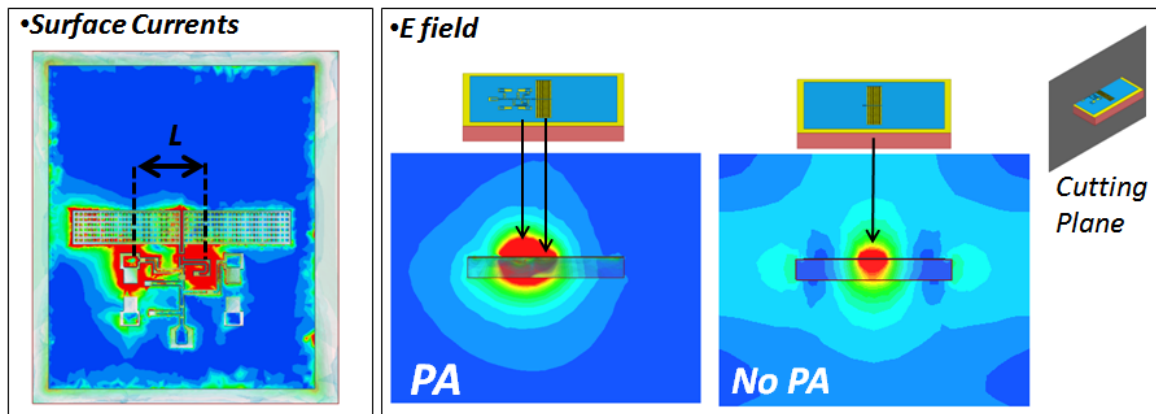 •Surface Currents
L
•E field
PA
No PA
Cutting
Plane